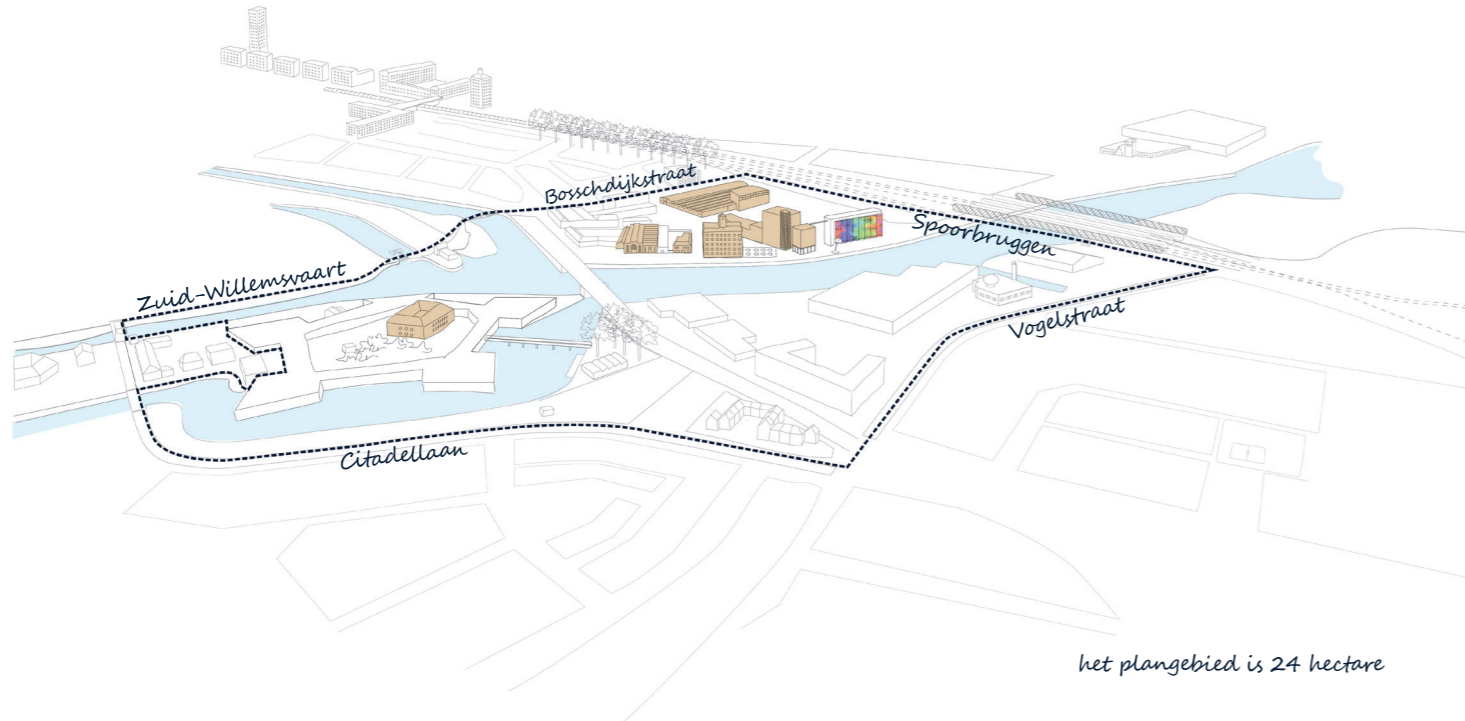 Bosschdijkstraat
Spoorbruggen
Zuid-Willemsvaart
Vogelstraat
Citadellaan
het plangebied is 24 hectare